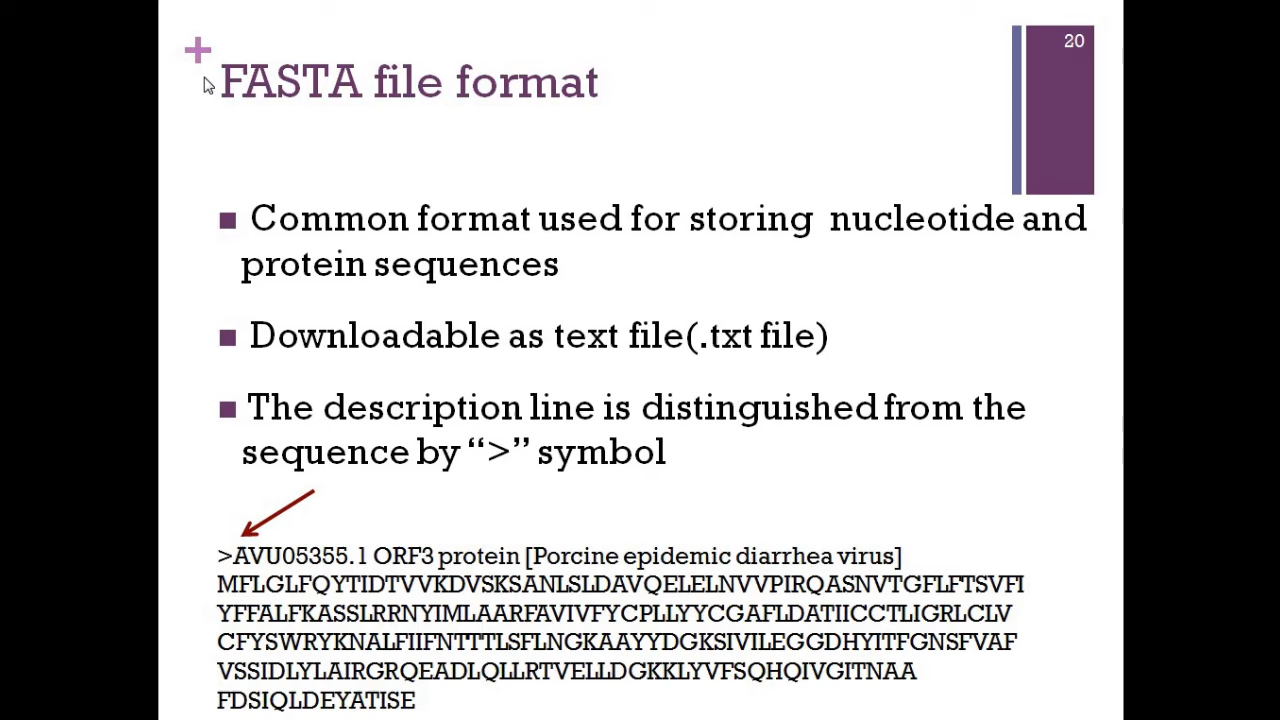 20
FASTA file format
Common format used for storing nucleotide and
protein sequences
Downloadable as text file(.txt file)
The description line is distinguished from the
sequence by “>” symbol
>AVU05355.1 ORF3 protein [Porcine epidemic diarrhea virus]
MFLGLFQYTIDTVVKDVSKSANLSLDAVQELELNVVPIRQASNVTGFLFTSVFI
YFFALFKASSLRRNYIMLAARFAVIVFYCPLLYYCGAFLDATIICCTLIGRLCLV
CFYSWRYKNALFIIFNTTTLSFLNGKAAYYDGKSIVILEGGDHYITFGNSFVAF
VSSIDLYLAIRGRQEADLQLLRTVELLDGKKLYVFSQHQIVGITNAA
FDSIQLDEYATISE